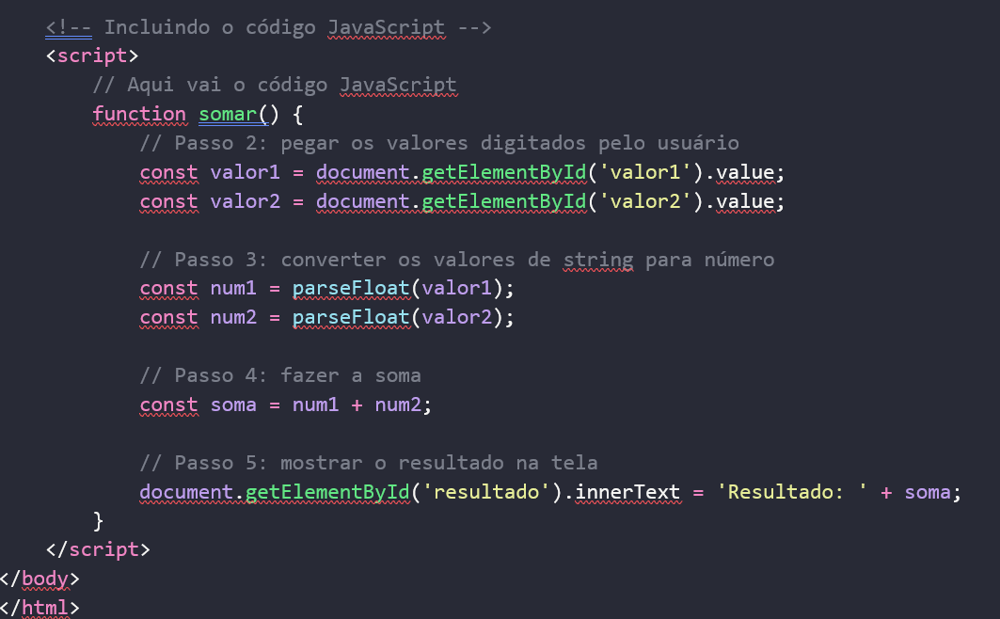 <!-- Incluindo o código JavaScript -->
<script>
// Aqui vai o código JavaScript
function somar() {
// Passo 2: pegar os valores digitados pelo usuário
const valor1 = document.getElementById('valor1').value;
const valor2 = document.getElementById('valor2').value;
// Passo 3: converter os valores de string para número
const num1 = parseFloat(valor1);
const num2 = parseFloat(valor2);
// Passo 4: fazer a soma
const soma = num1 + num2;
// Passo 5: mostrar o resultado na tela
document.getElementById('resultado').innerText = 'Resultado: ' + soma;
}
</script>
</body>
</html>